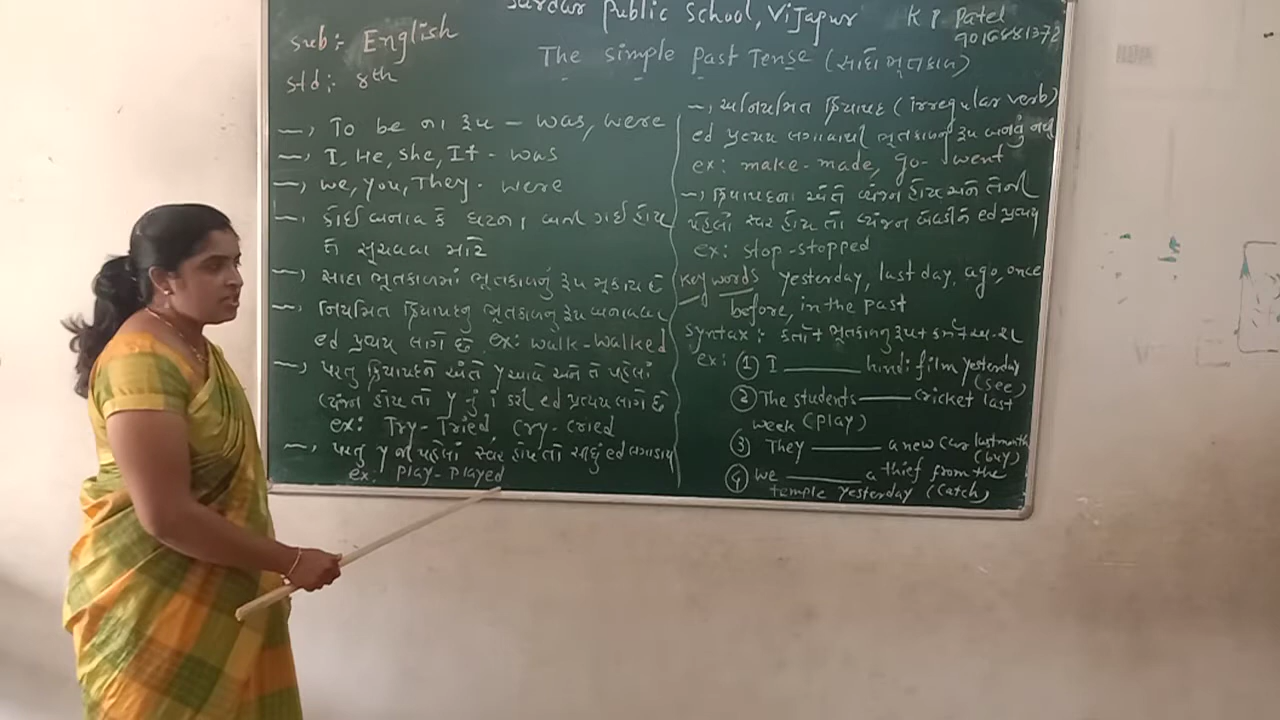 Sardar Public School, Vijapur
K P Patel
9016881372
Sub:- English
Std: 8th
The simple Past Tense (સાદો ભૂતકાળ)
→ To be ના રૂપ - was, were
→ I, He, She, It - was
→ we, you, They - were
→ કોઈ બનાવ કે ઘટના બની ગઈ હોય
તે સૂચવવા માટે
→ સાદા ભૂતકાળમાં ભૂતકાળનું રૂપ મૂકાય છે
→ નિયમિત ક્રિયાપદનું ભૂતકાળનું રૂપ બનાવવા
ed પ્રત્યય લાગે છે ex: walk-walked
→ પરંતુ ક્રિયાપદને અંતે y આવે અને તે પહેલાં
વ્યંજન હોય તો y નું i કરી ed પ્રત્યય લાગે છે
ex: Try-Tried Cry-Cried
→ પરંતુ y ની પહેલાં સ્વર હોય તો સીધું ed લગાડાય
ex. Play-Played
→ અનિયમિત ક્રિયાપદ (irregular verb)
ed પ્રત્યય લગાવવાથી ભૂતકાળનું રૂપ બનતું નથી
ex: make-made, go- went
→ ક્રિયાપદના અંતે વ્યંજન હોય અને તેની
પહેલાં સ્વર હોય તો વ્યંજન ed પ્રત્યય
ex: stop-stopped
key words yesterday, last day, ago, once
before, in the past
Syntax: કર્તા + ભૂતકાળનું રૂપ + કર્મ + અ.શ
ex: ① I ______ hindi film yesterday
(see)
② The students ______ cricket last
week (play)
③ They ______ a new car last month
(buy)
④ we ______ a thief from the
temple yesterday (catch)